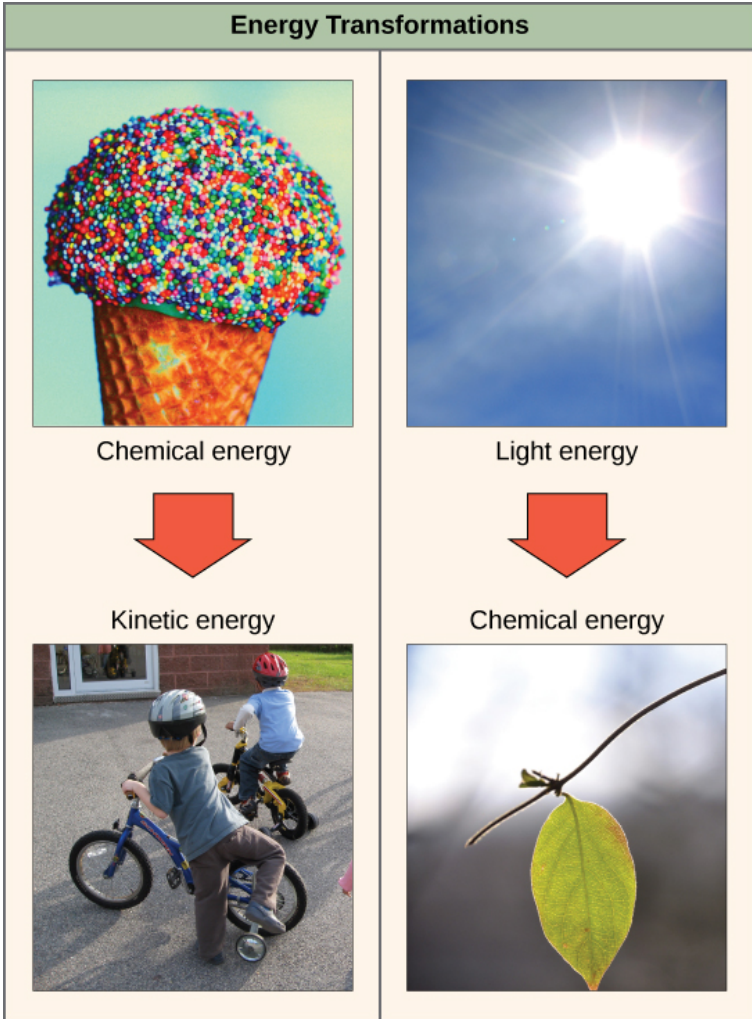 Energy Transformations
Chemical energy
Kinetic energy
Light energy
Chemical energy